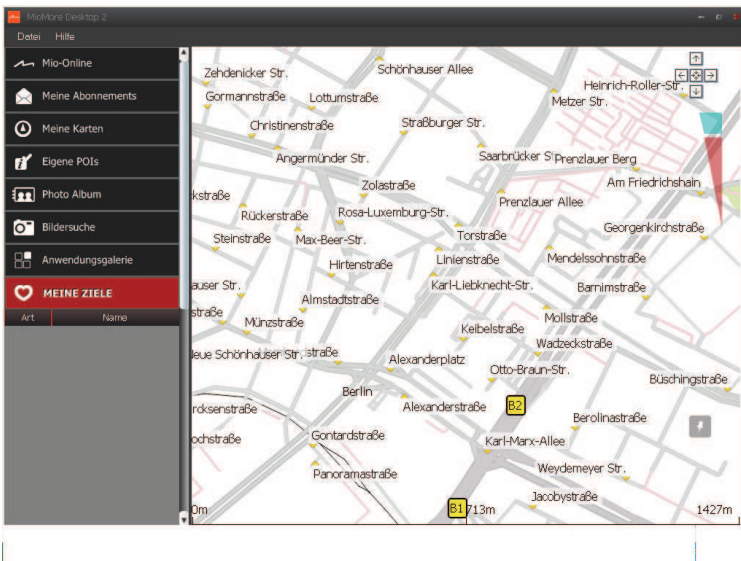 MioMore Desktop 2
Datei Hilfe
Mio-Online
Meine Abonnements
Meine Karten
Eigene POIs
Photo Album
Bildersuche
Anwendungsgalerie
MEINE ZIELE
Art Name
Schönhauser Allee
Zehdenicker Str.
Heinrich-Roller-Str.
Gormannstraße
Lottumstraße
Metzer Str.
Christinenstraße
Straßburger Str.
Angermünder Str.
Saarbrücker S
Prenzlauer Berg
Zolastraße
Am Friedrichshain
kstraße
Prenzlauer Allee
Rückerstraße
Rosa-Luxemburg-Str.
Georgenkirchstraße
Steinstraße
Max-Beer-Str.
Torstraße
Hirtenstraße
Linienstraße
Mendelssohnstraße
auser Str.
Karl-Liebknecht-Str.
Barnimstraße
Almstadtstraße
straße
Münzstraße
Mollstraße
Keibelstraße
Wadzeckstraße
leue Schönhauser Str.
straße
Alexanderplatz
Otto-Braun-Str.
Büschingstraße
Berlin
rcksenstraße
Alexanderstraße
B2
Berolinastraße
ochstraße
Gontardstraße
Karl-Marx-Allee
Panoramastraße
Weydemeyer Str.
Jacobystraße
0m
B1
713m
1427m